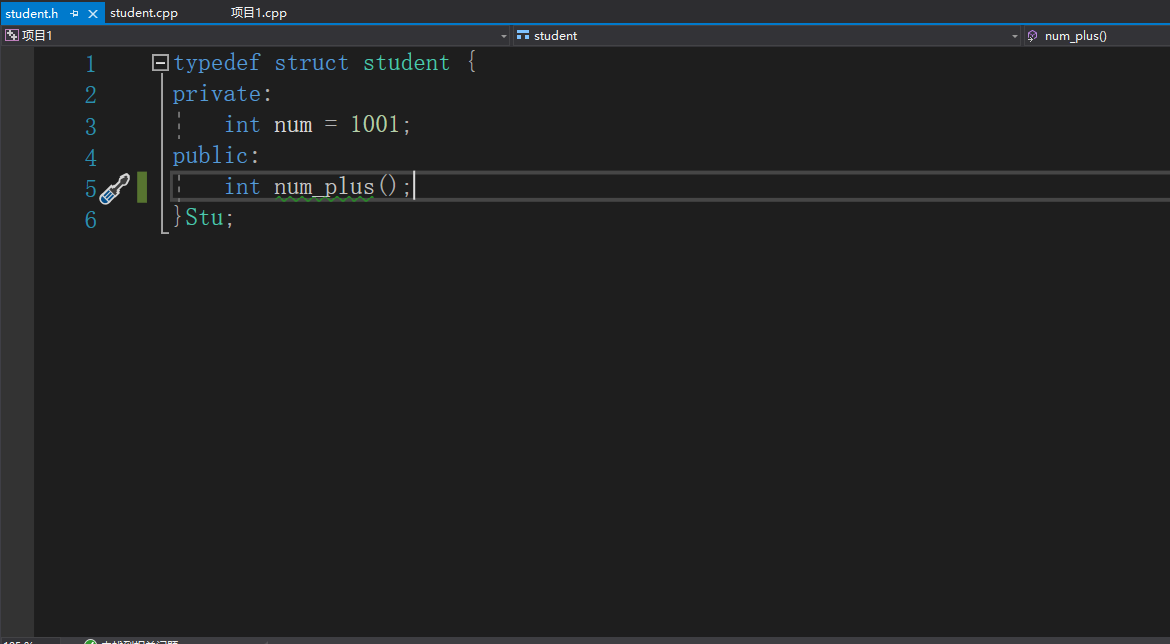 student.h student.cpp 项目1.cpp
项目1 student num_plus()
1 typedef struct student {
2 private:
3 int num = 1001;
4 public:
5 int num_plus();
6 }Stu;